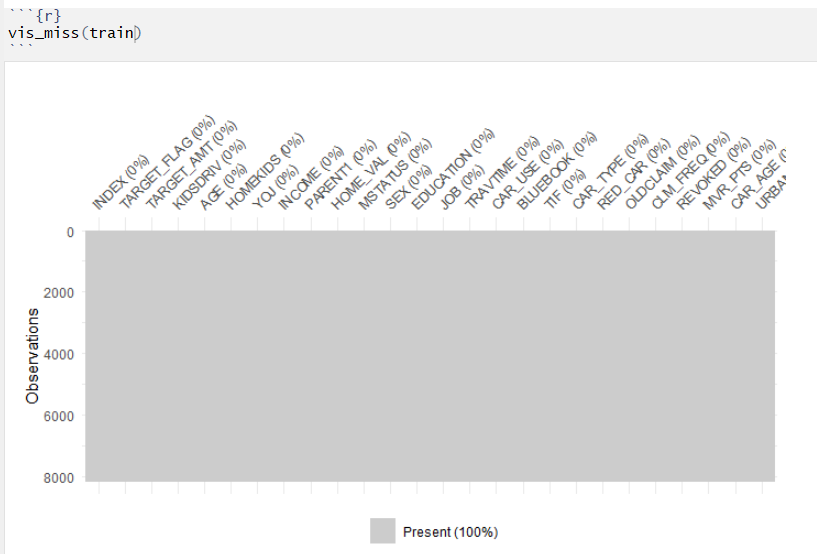 ```{r}
vis_miss(train)
```
INDEX (0%)
TARGET_FLAG (0%)
TARGET_AMT (0%)
KIDSDRIV (0%)
AGE (0%)
HOMEKIDS (0%)
YOJ (0%)
INCOME (0%)
PARENT1 (0%)
HOME_VAL (0%)
MSTATUS (0%)
SEX (0%)
EDUCATION (0%)
JOB (0%)
TRAVTIME (0%)
CAR_USE (0%)
BLUEBOOK (0%)
TIF (0%)
CAR_TYPE (0%)
RED_CAR (0%)
OLDCLAIM (0%)
CLM_FREQ (0%)
REVOKED (0%)
MVR_PTS (0%)
CAR_AGE (0
URBAN
0
2000
4000
6000
8000
Observations
Present (100%)